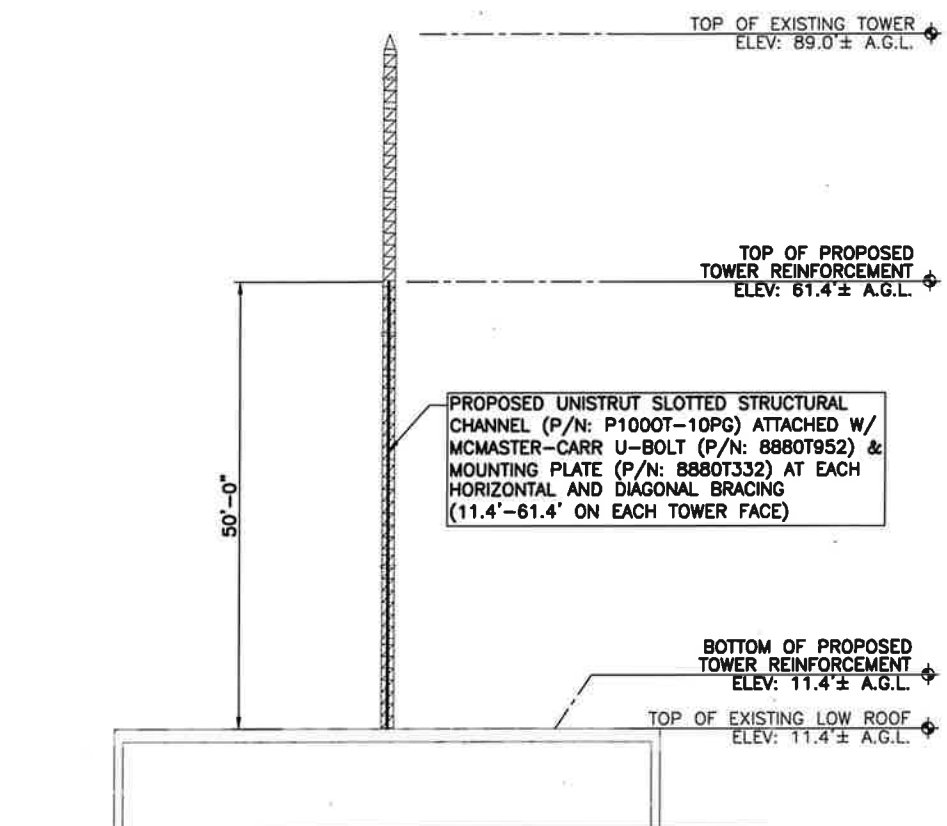 TOP OF EXISTING TOWER
ELEV: 89.0'± A.G.L.
TOP OF PROPOSED
TOWER REINFORCEMENT
ELEV: 61.4'± A.G.L.
PROPOSED UNISTRUT SLOTTED STRUCTURAL
CHANNEL (P/N: P1000T-10PG) ATTACHED W/
MCMASTER-CARR U-BOLT (P/N: 8880T952) &
MOUNTING PLATE (P/N: 8880T332) AT EACH
HORIZONTAL AND DIAGONAL BRACING
(11.4'-61.4' ON EACH TOWER FACE)
50'-0"
BOTTOM OF PROPOSED
TOWER REINFORCEMENT
ELEV: 11.4'± A.G.L.
TOP OF EXISTING LOW ROOF
ELEV: 11.4'± A.G.L.